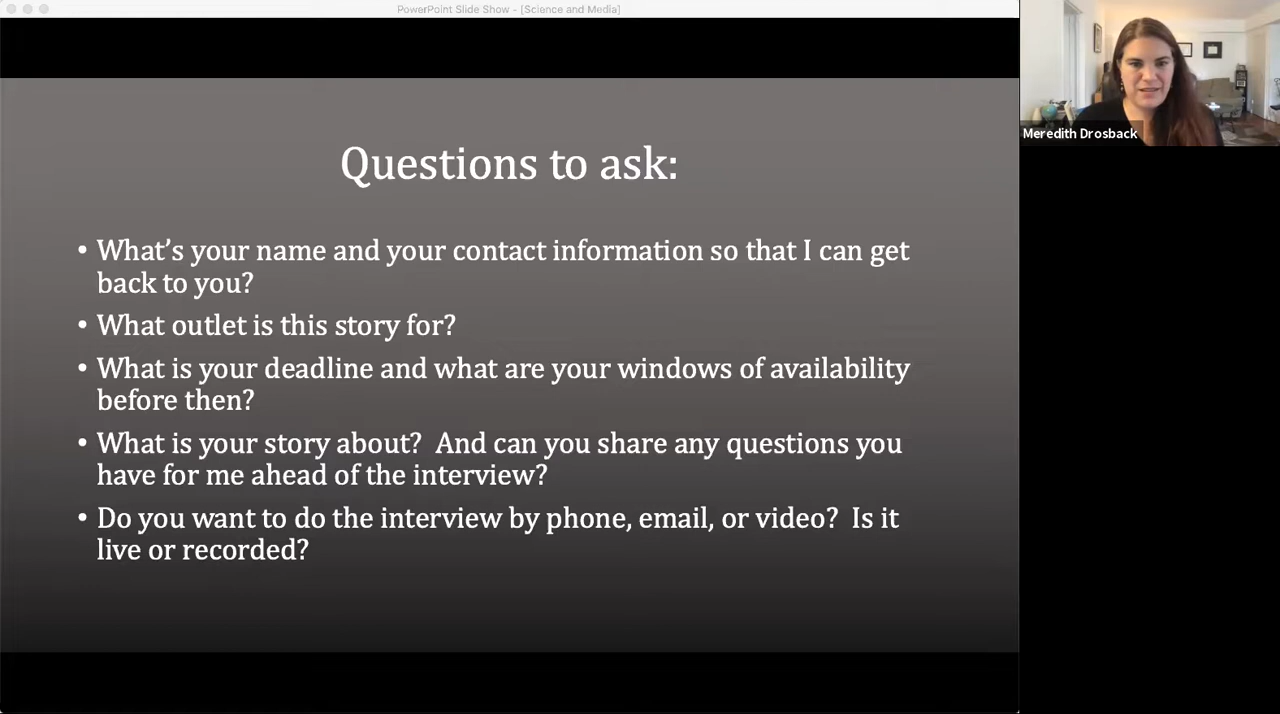 PowerPoint Slide Show - [Science and Media]
Questions to ask:
• What’s your name and your contact information so that I can get
back to you?
• What outlet is this story for?
• What is your deadline and what are your windows of availability
before then?
• What is your story about?  And can you share any questions you
have for me ahead of the interview?
• Do you want to do the interview by phone, email, or video?  Is it
live or recorded?
Meredith Drosback